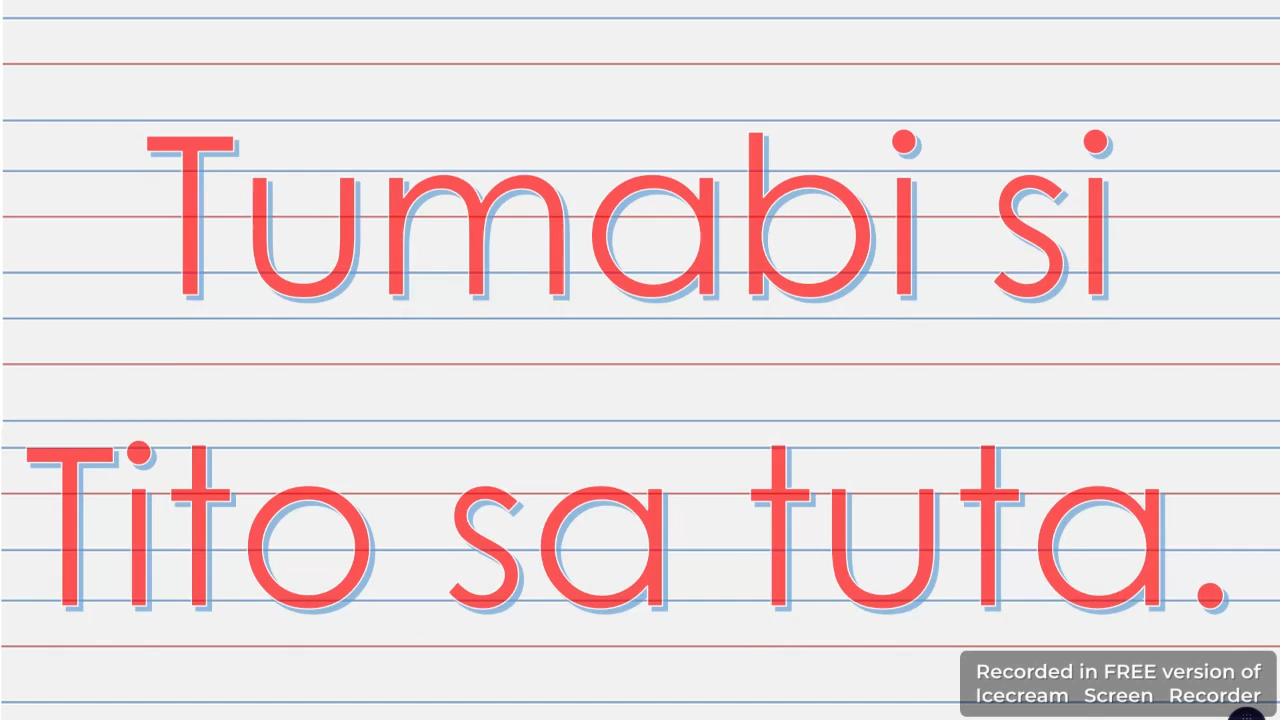 Tumabi si
Tito sa tuta.
Recorded in FREE version of
Icecream Screen Recorder